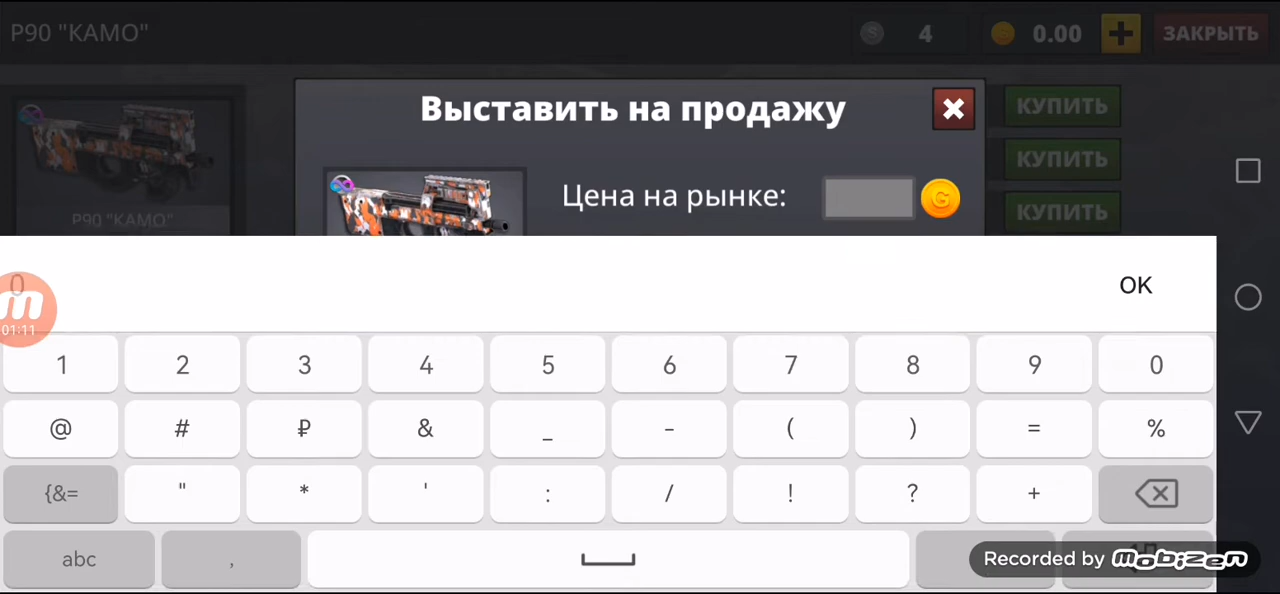 P90 "КАМО"
4
0.00
ЗАКРЫТЬ
Выставить на продажу
КУПИТЬ
Цена на рынке:
G
КУПИТЬ
P90 "КАМО"
КУПИТЬ
0
OK
01:11
1 2 3 4 5 6 7 8 9 0
@ # ₽ & _ - ( ) = %
{&= " * ' : / ! ? +
abc ,
Recorded by mobizen